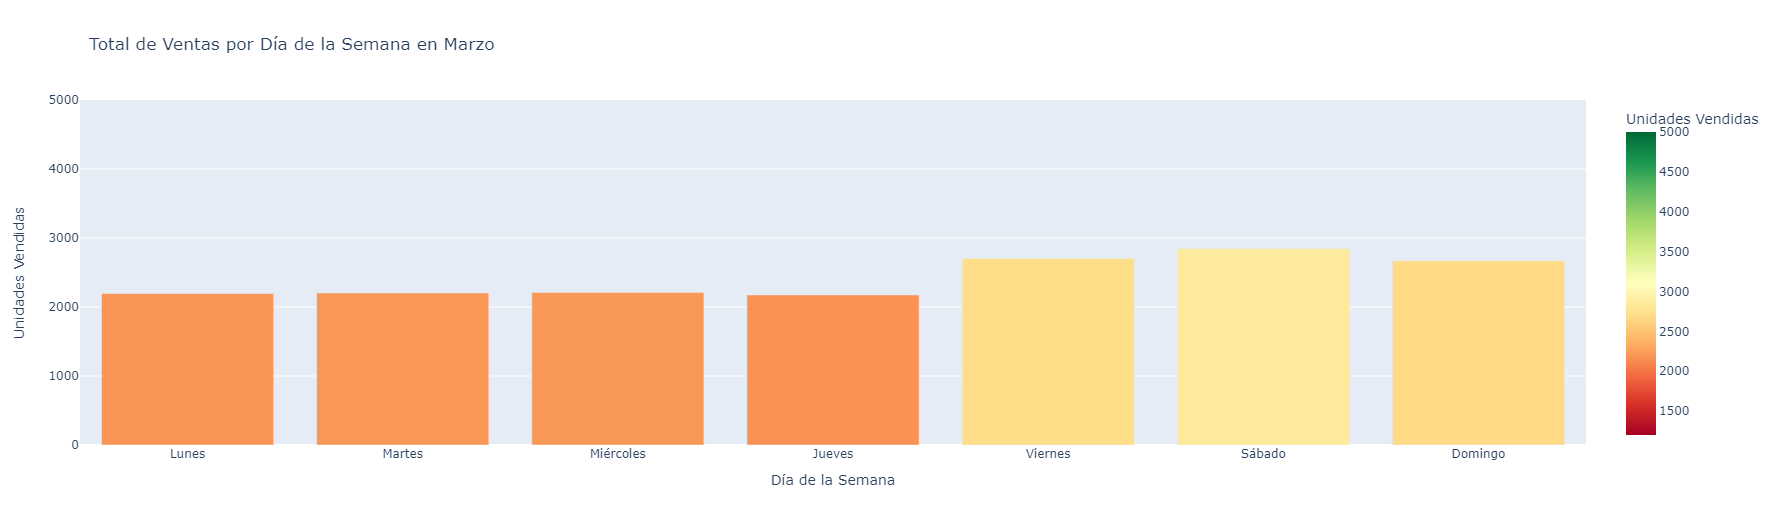 Total de Ventas por Día de la Semana en Marzo
Unidades Vendidas
5000
4000
3000
2000
1000
0
Lunes
Martes
Miércoles
Jueves
Viernes
Sábado
Domingo
Día de la Semana
Unidades Vendidas
5000
4500
4000
3500
3000
2500
2000
1500